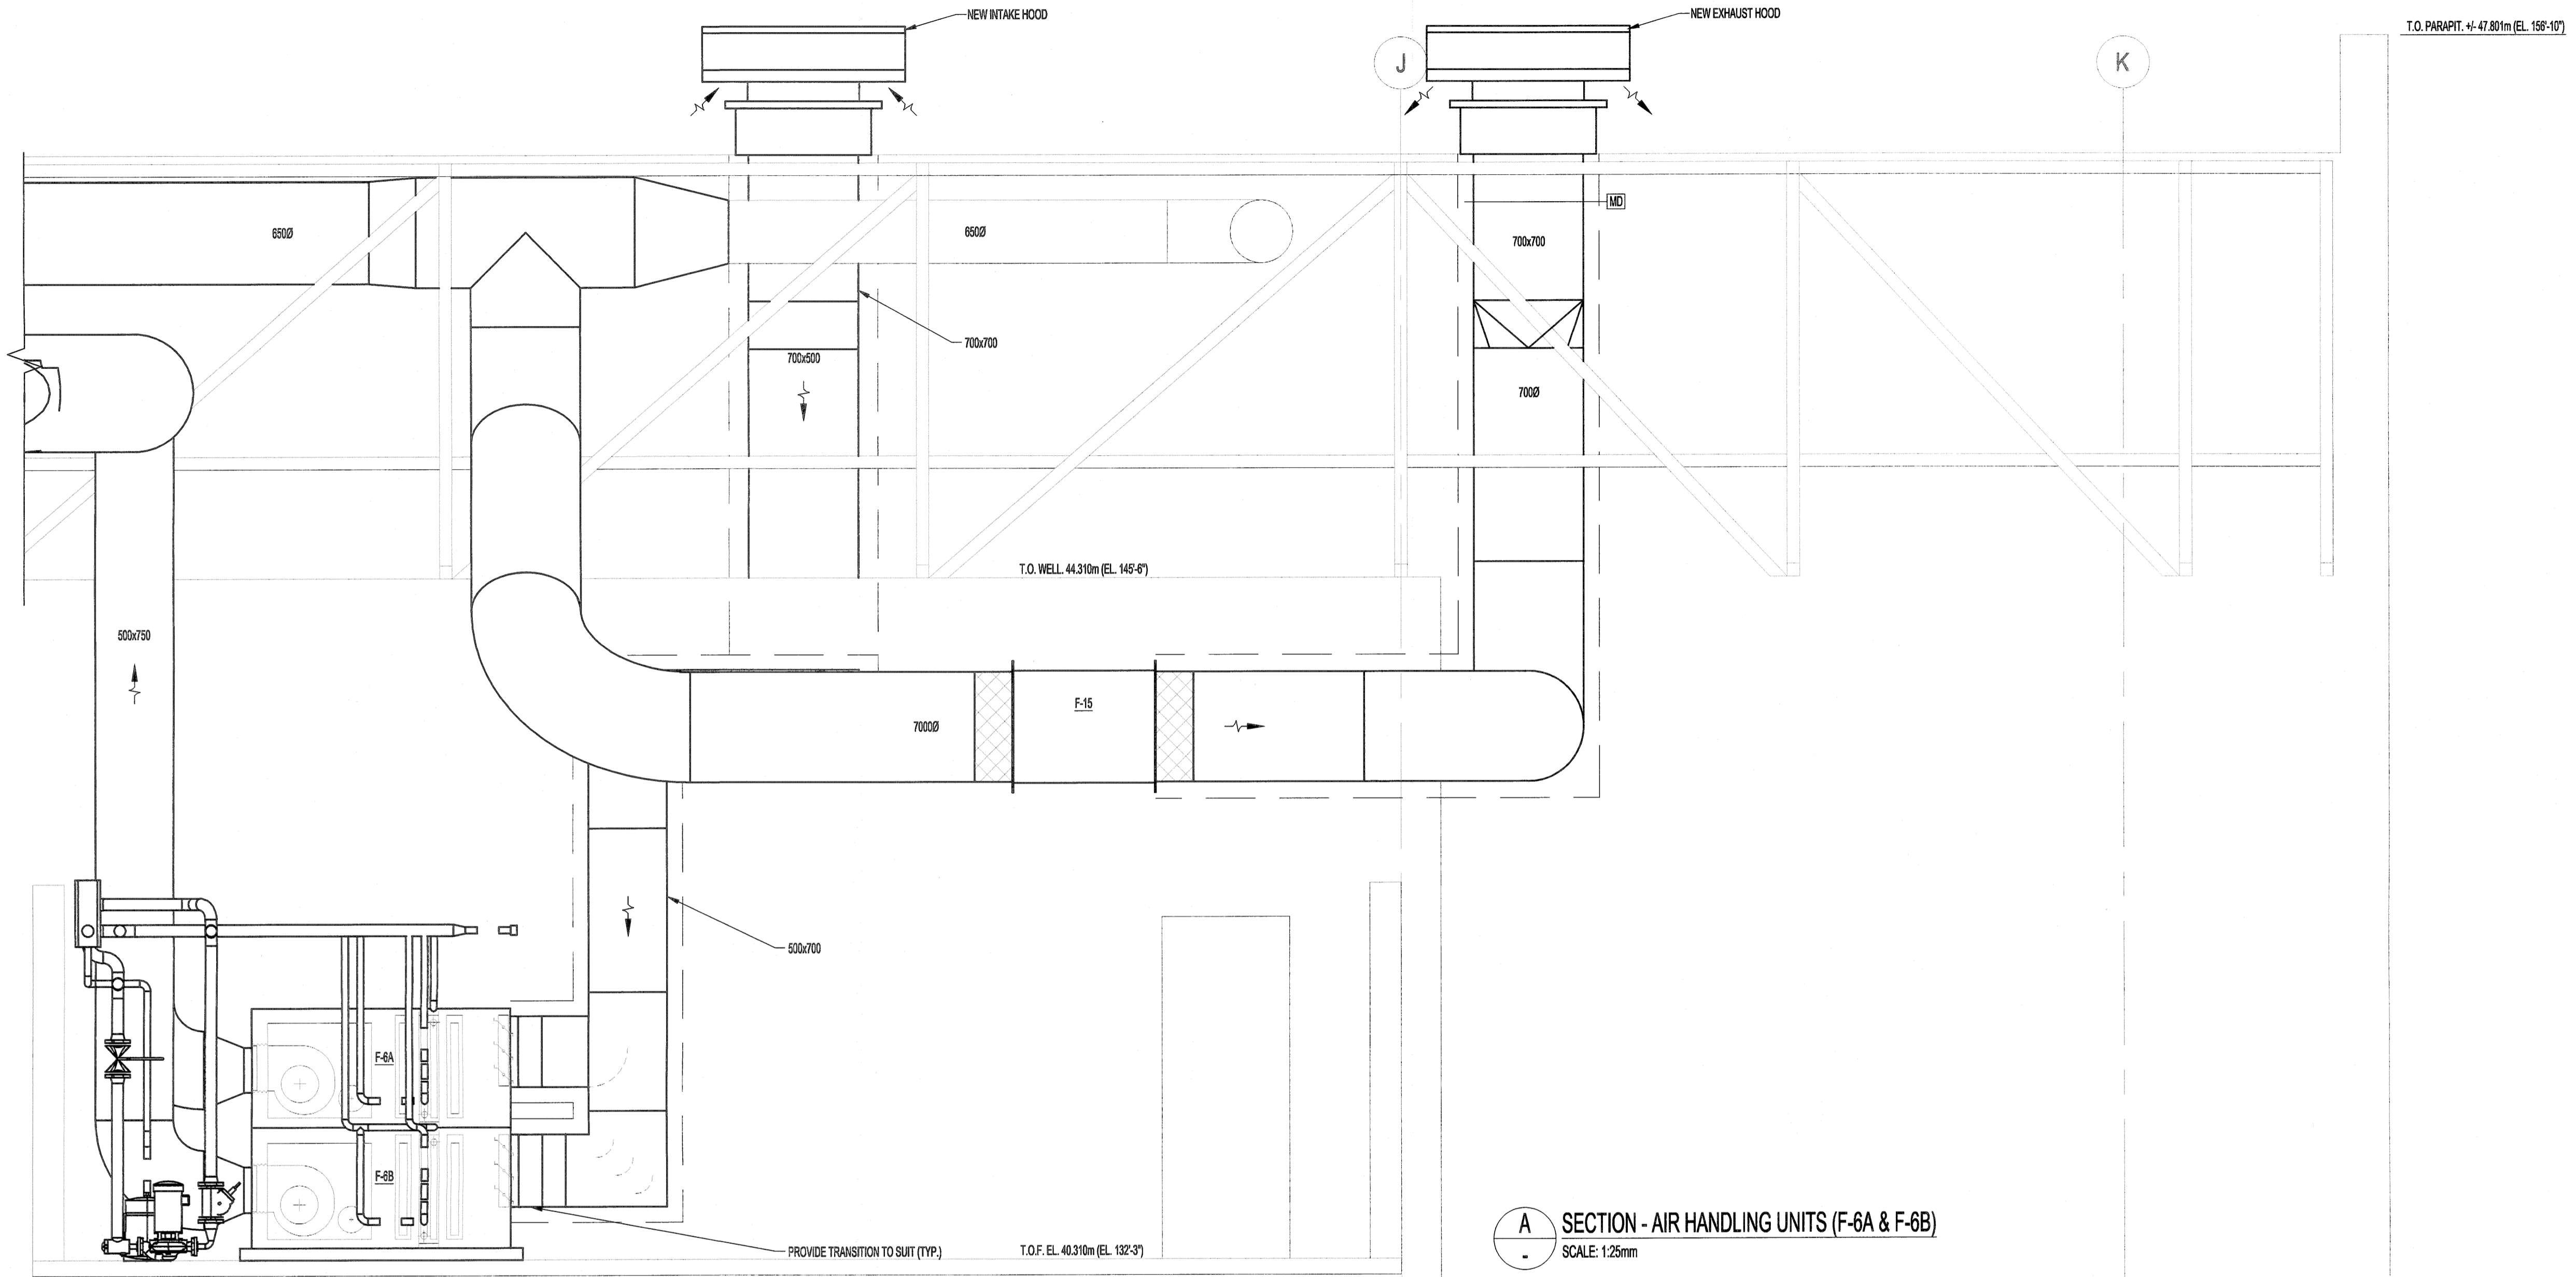 NEW INTAKE HOOD
NEW EXHAUST HOOD
T.O. PARAPIT. +/- 47.801m (EL. 156'-10")
J
K
MD
650Ø
650Ø
700x700
700x700
700x500
700Ø
T.O. WELL. 44.310m (EL. 145'-6")
500x750
F-15
7000Ø
500x700
F-6A
F-6B
PROVIDE TRANSITION TO SUIT (TYP.)
T.O.F. EL. 40.310m (EL. 132'-3")
A
-
SECTION - AIR HANDLING UNITS (F-6A & F-6B)
SCALE: 1:25mm